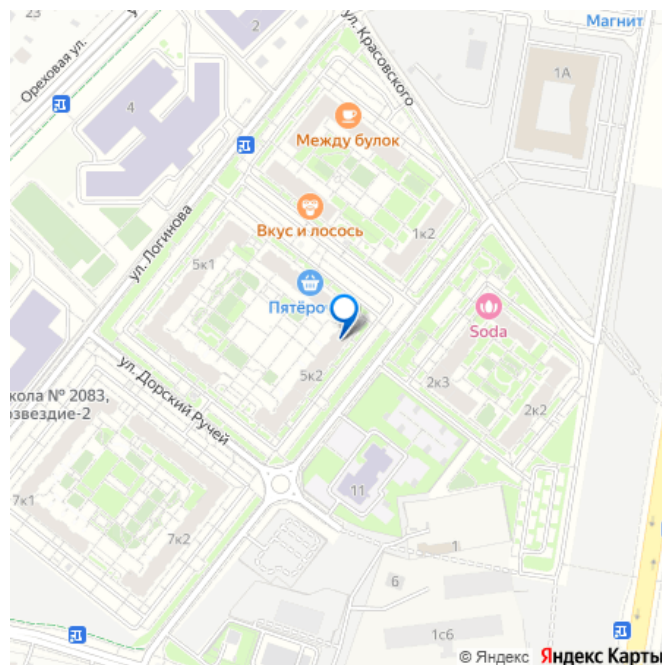 4
Магнит
ул. Красовского
2
23
Ореховая ул.
1А
4
Между булок
Вкус и лосось
1к2
ул. Логинова
5к1
Пятёро
Soda
5к2
2к3
2к2
ул. Дорский Ручей
кола № 2083,
озвездие-2
11
7к1
7к2
1
6
1с6
© Яндекс Яндекс Карты